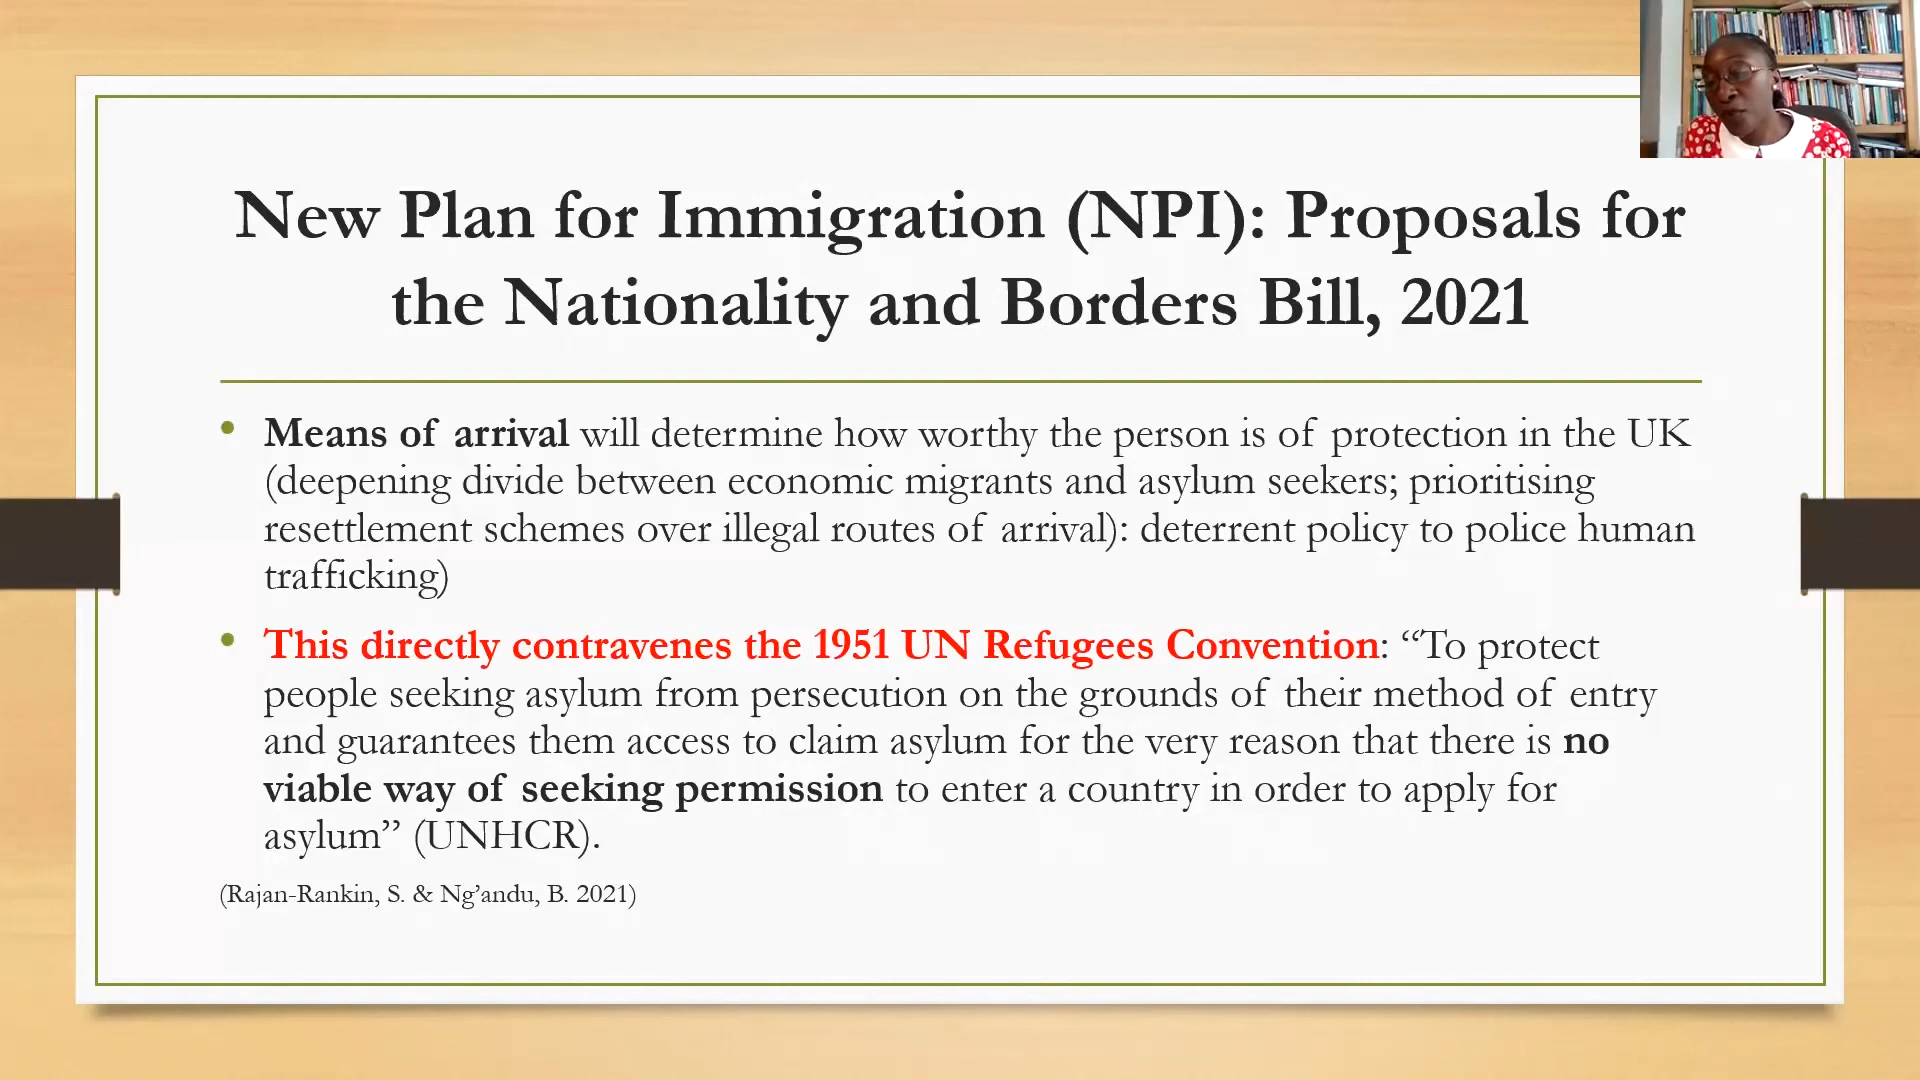 New Plan for Immigration (NPI): Proposals for
the Nationality and Borders Bill, 2021
• Means of arrival will determine how worthy the person is of protection in the UK
(deepening divide between economic migrants and asylum seekers; prioritising
resettlement schemes over illegal routes of arrival): deterrent policy to police human
trafficking)
• This directly contravenes the 1951 UN Refugees Convention: “To protect
people seeking asylum from persecution on the grounds of their method of entry
and guarantees them access to claim asylum for the very reason that there is no
viable way of seeking permission to enter a country in order to apply for
asylum” (UNHCR).
(Rajan-Rankin, S. & Ng’andu, B. 2021)